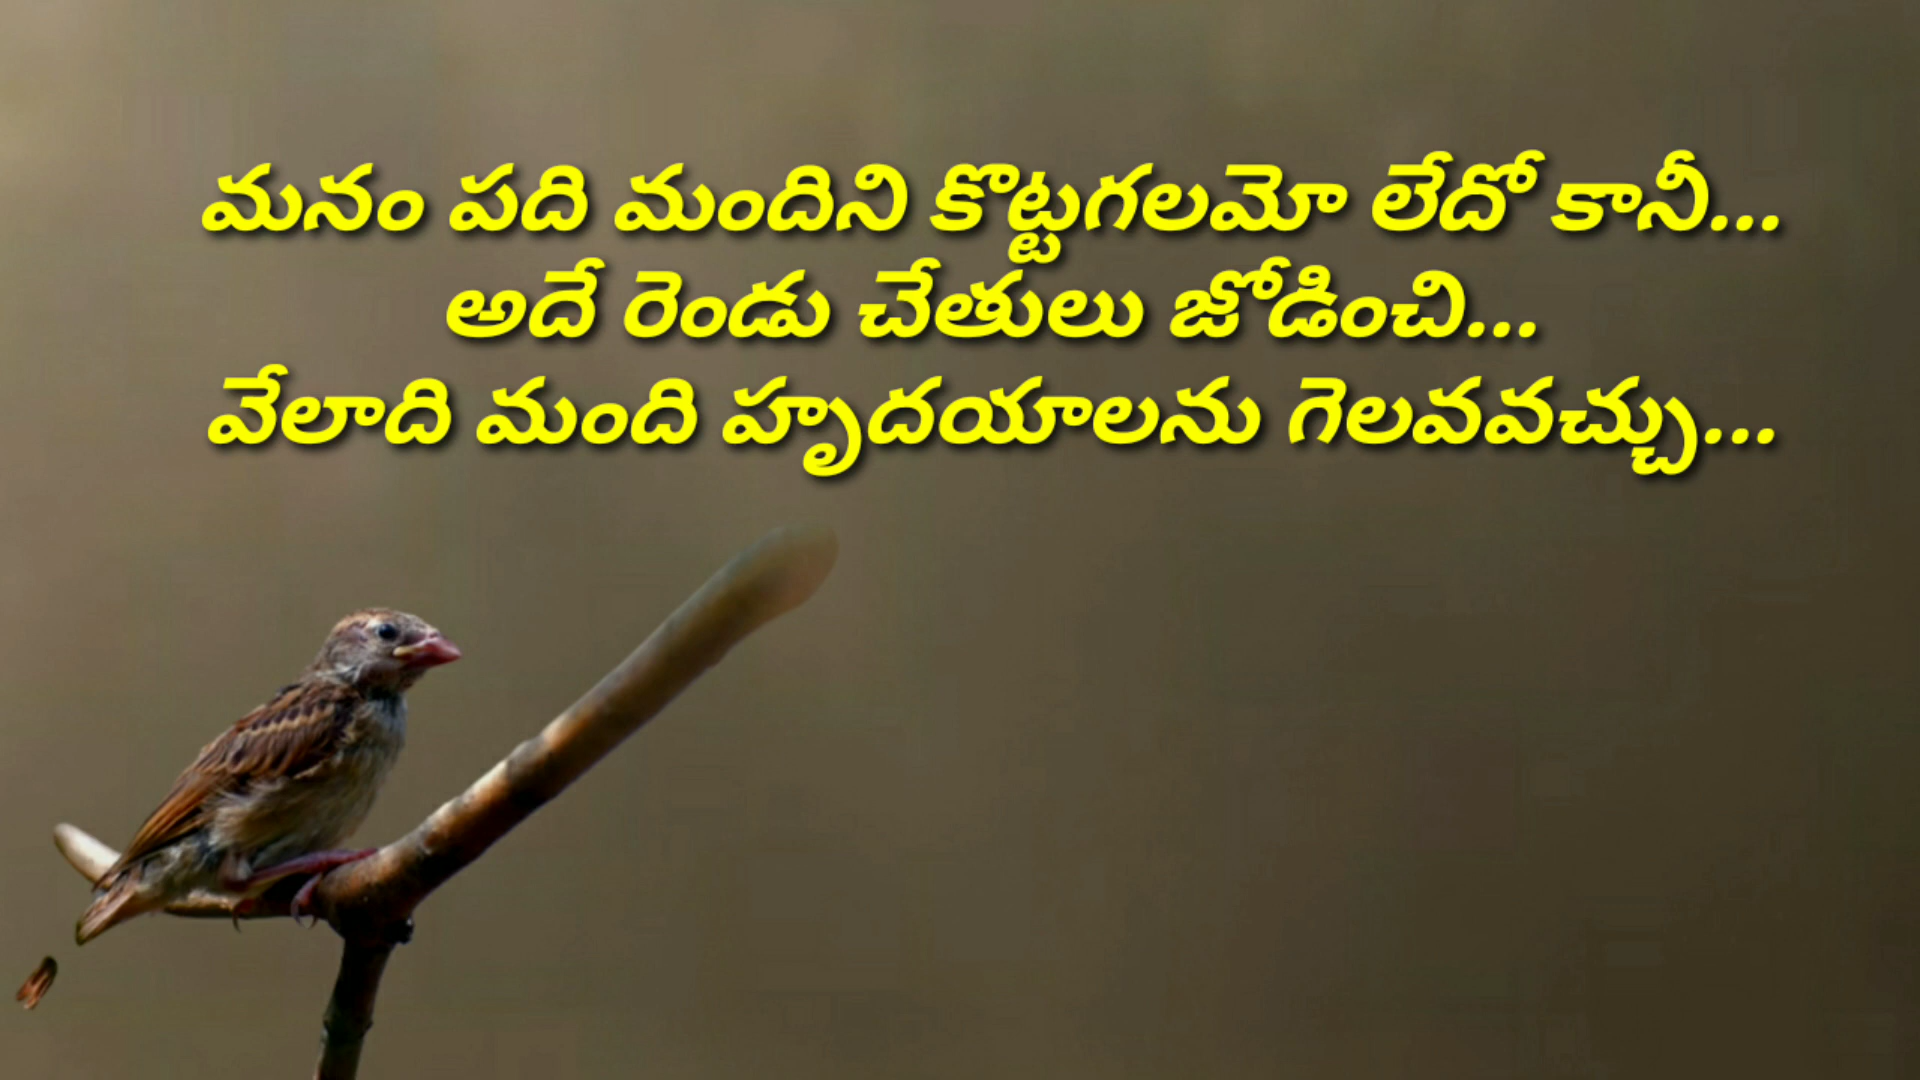 మనం పది మందిని కొట్టగలమో లేదో కానీ...
అదే రెండు చేతులు జోడించి...
వేలాది మంది హృదయాలను గెలవవచ్చు...